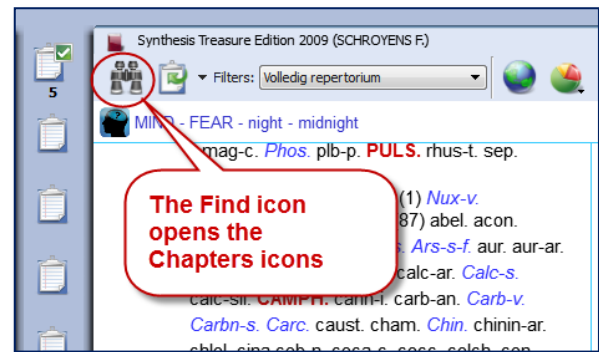 Synthesis Treasure Edition 2009 (SCHROYENS F.)
Filters: Volledig repertorium
5
MIND - FEAR - night - midnight
mag-c. Phos. plb-p. PULS. rhus-t. sep.
(1) Nux-v.
87) abel. acon.
Ars-s-f. aur. aur-ar.
calc-ar. Calc-s.
calc-sil. CAMPH. cann-i. carb-an. Carb-v.
Carbn-s. Carc. caust. cham. Chin. chinin-ar.
The Find icon
opens the
Chapters icons